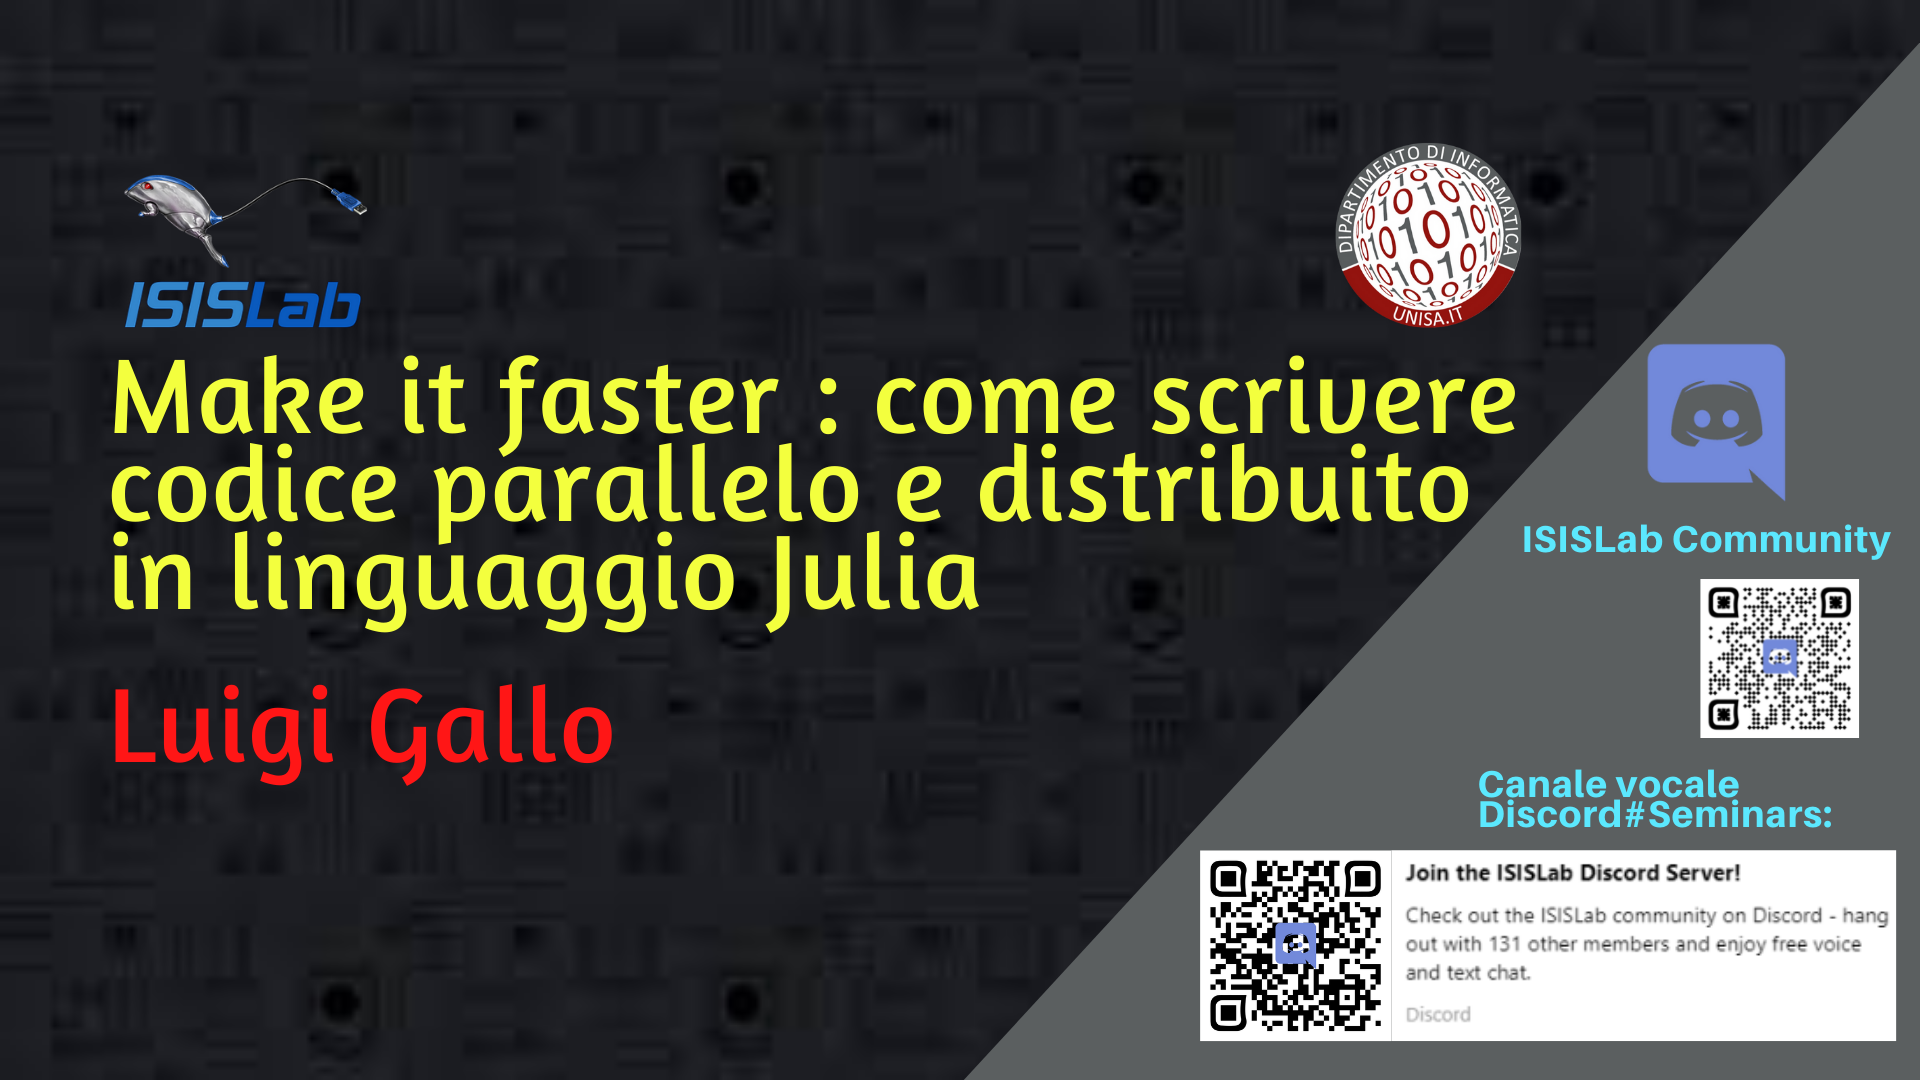 ISISLab
DIPARTIMENTO DI INFORMATICA
UNISA.IT
Make it faster : come scrivere
codice parallelo e distribuito
in linguaggio Julia
Luigi Gallo
ISISLab Community
Canale vocale
Discord#Seminars:
Join the ISISLab Discord Server!
Check out the ISISLab community on Discord - hang
out with 131 other members and enjoy free voice
and text chat.
Discord